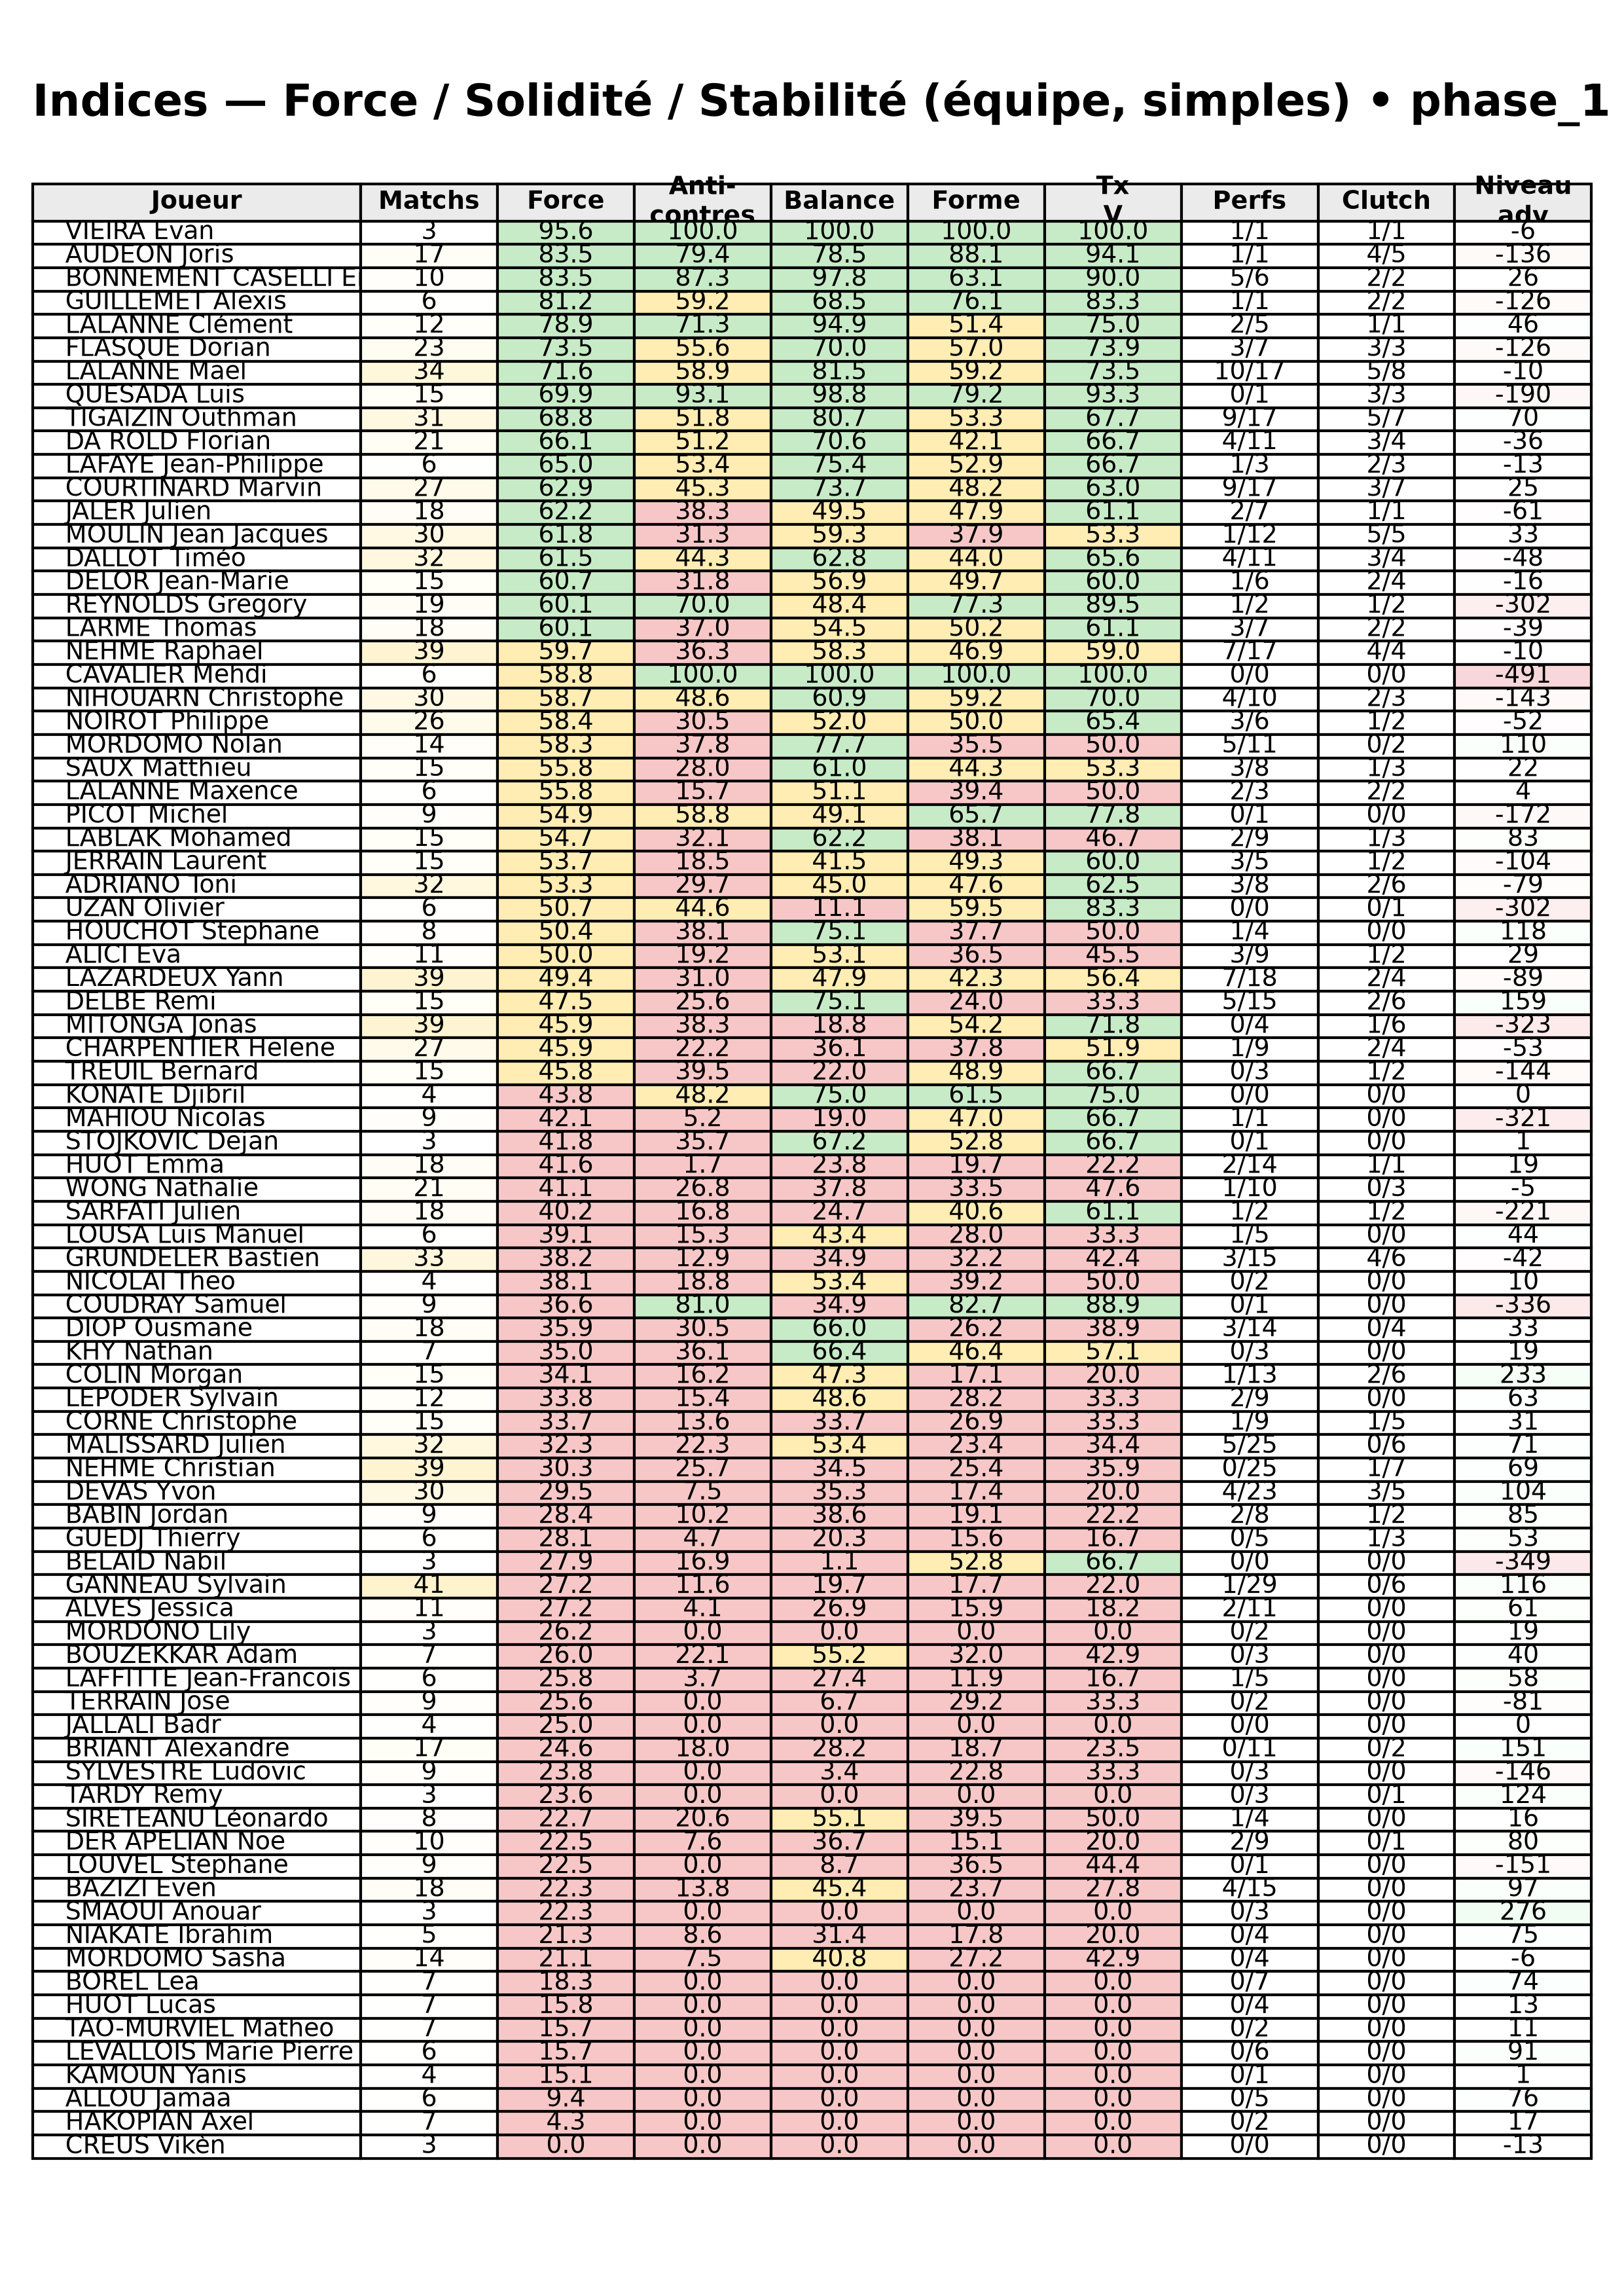 Indices — Force / Solidité / Stabilité (équipe, simples) • phase_1
Joueur Matchs Force Anti-contres Balance Forme Tx V Perfs Clutch Niveau adv
VIEIRA Evan 3 95.6 100.0 100.0 100.0 100.0 1/1 1/1 -6
AUDEON Joris 17 83.5 79.4 78.5 88.1 94.1 1/1 4/5 -136
BONNEMENT CASELLI E 10 83.5 87.3 97.8 63.1 90.0 5/6 2/2 26
GUILLEMET Alexis 6 81.2 59.2 68.5 76.1 83.3 1/1 2/2 -126
LALANNE Clément 12 78.9 71.3 94.9 51.4 75.0 2/5 1/1 46
FLASQUE Dorian 23 73.5 55.6 70.0 57.0 73.9 3/7 3/3 -126
LALANNE Mael 34 71.6 58.9 81.5 59.2 73.5 10/17 5/8 -10
QUESADA Luis 15 69.9 93.1 98.8 79.2 93.3 0/1 3/3 -190
TIGAIZIN Outhman 31 68.8 51.8 80.7 53.3 67.7 9/17 5/7 70
DA ROLD Florian 21 66.1 51.2 70.6 42.1 66.7 4/11 3/4 -36
LAFAYE Jean-Philippe 6 65.0 53.4 75.4 52.9 66.7 1/3 2/3 -13
COURTINARD Marvin 27 62.9 45.3 73.7 48.2 63.0 9/17 3/7 25
JALER Julien 18 62.2 38.3 49.5 47.9 61.1 2/7 1/1 -61
MOULIN Jean Jacques 30 61.8 31.3 59.3 37.9 53.3 1/12 5/5 33
DALLOT Timéo 32 61.5 44.3 62.8 44.0 65.6 4/11 3/4 -48
DELOR Jean-Marie 15 60.7 31.8 56.9 49.7 60.0 1/6 2/4 -16
REYNOLDS Gregory 19 60.1 70.0 48.4 77.3 89.5 1/2 1/2 -302
LARME Thomas 18 60.1 37.0 54.5 50.2 61.1 3/7 2/2 -39
NEHME Raphael 39 59.7 36.3 58.3 46.9 59.0 7/17 4/4 -10
CAVALIER Mehdi 6 58.8 100.0 100.0 100.0 100.0 0/0 0/0 -491
NIHOUARN Christophe 30 58.7 48.6 60.9 59.2 70.0 4/10 2/3 -143
NOIROT Philippe 26 58.4 30.5 52.0 50.0 65.4 3/6 1/2 -52
MORDOMO Nolan 14 58.3 37.8 77.7 35.5 50.0 5/11 0/2 110
SAUX Matthieu 15 55.8 28.0 61.0 44.3 53.3 3/8 1/3 22
LALANNE Maxence 6 55.8 15.7 51.1 39.4 50.0 2/3 2/2 4
PICOT Michel 9 54.9 58.8 49.1 65.7 77.8 0/1 0/0 -172
LABLAK Mohamed 15 54.7 32.1 62.2 38.1 46.7 2/9 1/3 83
JERRAIN Laurent 15 53.7 18.5 41.5 49.3 60.0 3/5 1/2 -104
ADRIANO Toni 32 53.3 29.7 45.0 47.6 62.5 3/8 2/6 -79
UZAN Olivier 6 50.7 44.6 11.1 59.5 83.3 0/0 0/1 -302
HOUCHOT Stephane 8 50.4 38.1 75.1 37.7 50.0 1/4 0/0 118
ALICI Eva 11 50.0 19.2 53.1 36.5 45.5 3/9 1/2 29
LAZARDEUX Yann 39 49.4 31.0 47.9 42.3 56.4 7/18 2/4 -89
DELBE Remi 15 47.5 25.6 75.1 24.0 33.3 5/15 2/6 159
MITONGA Jonas 39 45.9 38.3 18.8 54.2 71.8 0/4 1/6 -323
CHARPENTIER Helene 27 45.9 22.2 36.1 37.8 51.9 1/9 2/4 -53
TREUIL Bernard 15 45.8 39.5 22.0 48.9 66.7 0/3 1/2 -144
KONATE Djibril 4 43.8 48.2 75.0 61.5 75.0 0/0 0/0 0
MAHIOU Nicolas 9 42.1 5.2 19.0 47.0 66.7 1/1 0/0 -321
STOJKOVIC Dejan 3 41.8 35.7 67.2 52.8 66.7 0/1 0/0 1
HUOT Emma 18 41.6 1.7 23.8 19.7 22.2 2/14 1/1 19
WONG Nathalie 21 41.1 26.8 37.8 33.5 47.6 1/10 0/3 -5
SARFATI Julien 18 40.2 16.8 24.7 40.6 61.1 1/2 1/2 -221
LOUSA Luis Manuel 6 39.1 15.3 43.4 28.0 33.3 1/5 0/0 44
GRUNDELER Bastien 33 38.2 12.9 34.9 32.2 42.4 3/15 4/6 -42
NICOLAI Theo 4 38.1 18.8 53.4 39.2 50.0 0/2 0/0 10
COUDRAY Samuel 9 36.6 81.0 34.9 82.7 88.9 0/1 0/0 -336
DIOP Ousmane 18 35.9 30.5 66.0 26.2 38.9 3/14 0/4 33
KHY Nathan 7 35.0 36.1 66.4 46.4 57.1 0/3 0/0 19
COLIN Morgan 15 34.1 16.2 47.3 17.1 20.0 1/13 2/6 233
LEPODER Sylvain 12 33.8 15.4 48.6 28.2 33.3 2/9 0/0 63
CORNE Christophe 15 33.7 13.6 33.7 26.9 33.3 1/9 1/5 31
MALISSARD Julien 32 32.3 22.3 53.4 23.4 34.4 5/25 0/6 71
NEHME Christian 39 30.3 25.7 34.5 25.4 35.9 0/25 1/7 69
DEVAS Yvon 30 29.5 7.5 35.3 17.4 20.0 4/23 3/5 104
BABIN Jordan 9 28.4 10.2 38.6 19.1 22.2 2/8 1/2 85
GUEDJ Thierry 6 28.1 4.7 20.3 15.6 16.7 0/5 1/3 53
BELAID Nabil 3 27.9 16.9 1.1 52.8 66.7 0/0 0/0 -349
GANNEAU Sylvain 41 27.2 11.6 19.7 17.7 22.0 1/29 0/6 116
ALVES Jessica 11 27.2 4.1 26.9 15.9 18.2 2/11 0/0 61
MORDONO Lily 3 26.2 0.0 0.0 0.0 0.0 0/2 0/0 19
BOUZEKKAR Adam 7 26.0 22.1 55.2 32.0 42.9 0/3 0/0 40
LAFFITTE Jean-Francois 6 25.8 3.7 27.4 11.9 16.7 1/5 0/0 58
TERRAIN Jose 9 25.6 0.0 6.7 29.2 33.3 0/2 0/0 -81
JALLALI Badr 4 25.0 0.0 0.0 0.0 0.0 0/0 0/0 0
BRIANT Alexandre 17 24.6 18.0 28.2 18.7 23.5 0/11 0/2 151
SYLVESTRE Ludovic 9 23.8 0.0 3.4 22.8 33.3 0/3 0/0 -146
TARDY Remy 3 23.6 0.0 0.0 0.0 0.0 0/3 0/1 124
SIRETEANU Léonardo 8 22.7 20.6 55.1 39.5 50.0 1/4 0/0 16
DER APELIAN Noe 10 22.5 7.6 36.7 15.1 20.0 2/9 0/1 80
LOUVEL Stephane 9 22.5 0.0 8.7 36.5 44.4 0/1 0/0 -151
BAZIZI Even 18 22.3 13.8 45.4 23.7 27.8 4/15 0/0 97
SMAOUI Anouar 3 22.3 0.0 0.0 0.0 0.0 0/3 0/0 276
NIAKATE Ibrahim 5 21.3 8.6 31.4 17.8 20.0 0/4 0/0 75
MORDOMO Sasha 14 21.1 7.5 40.8 27.2 42.9 0/4 0/0 -6
BOREL Lea 7 18.3 0.0 0.0 0.0 0.0 0/7 0/0 74
HUOT Lucas 7 15.8 0.0 0.0 0.0 0.0 0/4 0/0 13
TAO-MURVIEL Matheo 7 15.7 0.0 0.0 0.0 0.0 0/2 0/0 11
LEVALLOIS Marie Pierre 6 15.7 0.0 0.0 0.0 0.0 0/6 0/0 91
KAMOUN Yanis 4 15.1 0.0 0.0 0.0 0.0 0/1 0/0 1
ALLOU Jamaa 6 9.4 0.0 0.0 0.0 0.0 0/5 0/0 76
HAKOPIAN Axel 7 4.3 0.0 0.0 0.0 0.0 0/2 0/0 17
CREUS Vikèn 3 0.0 0.0 0.0 0.0 0.0 0/0 0/0 -13